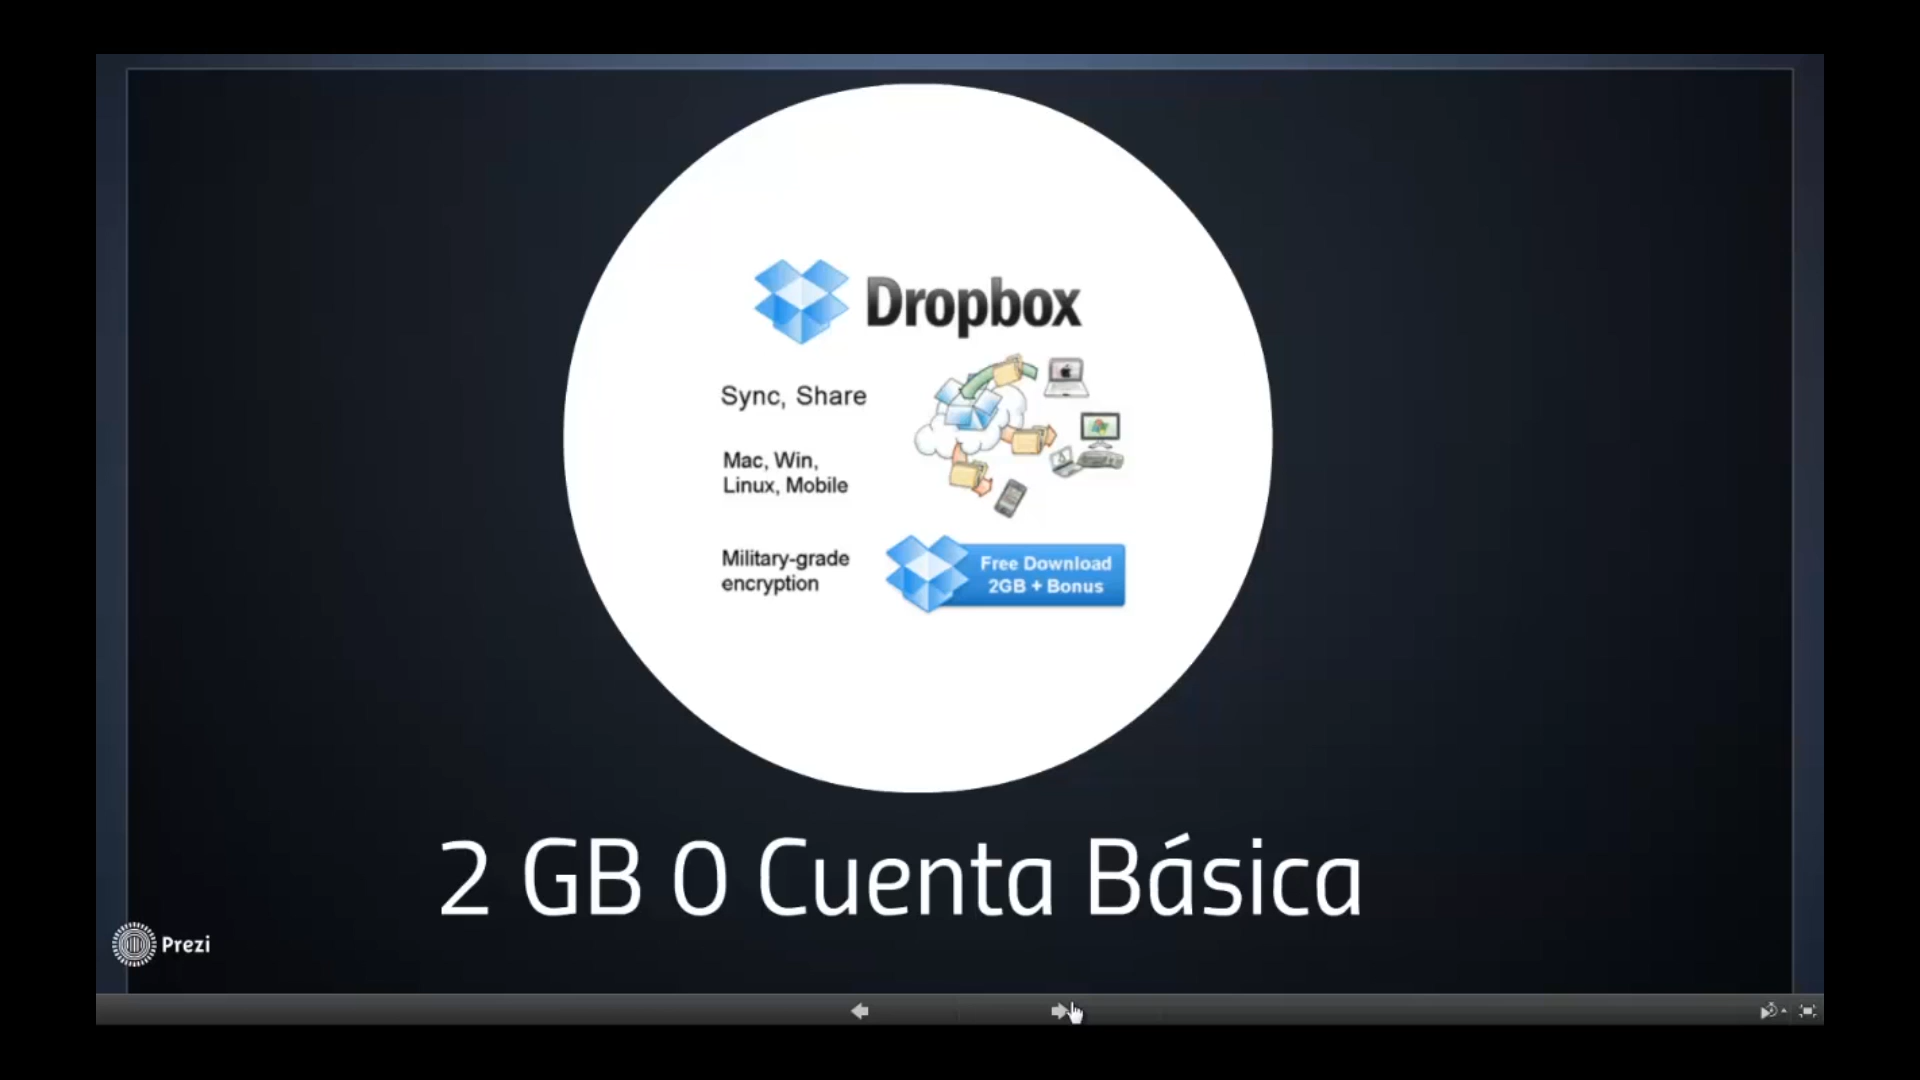 Dropbox
Sync, Share
Mac, Win,
Linux, Mobile
Military-grade
encryption
Free Download
2GB + Bonus
2 GB O Cuenta Básica
Prezi